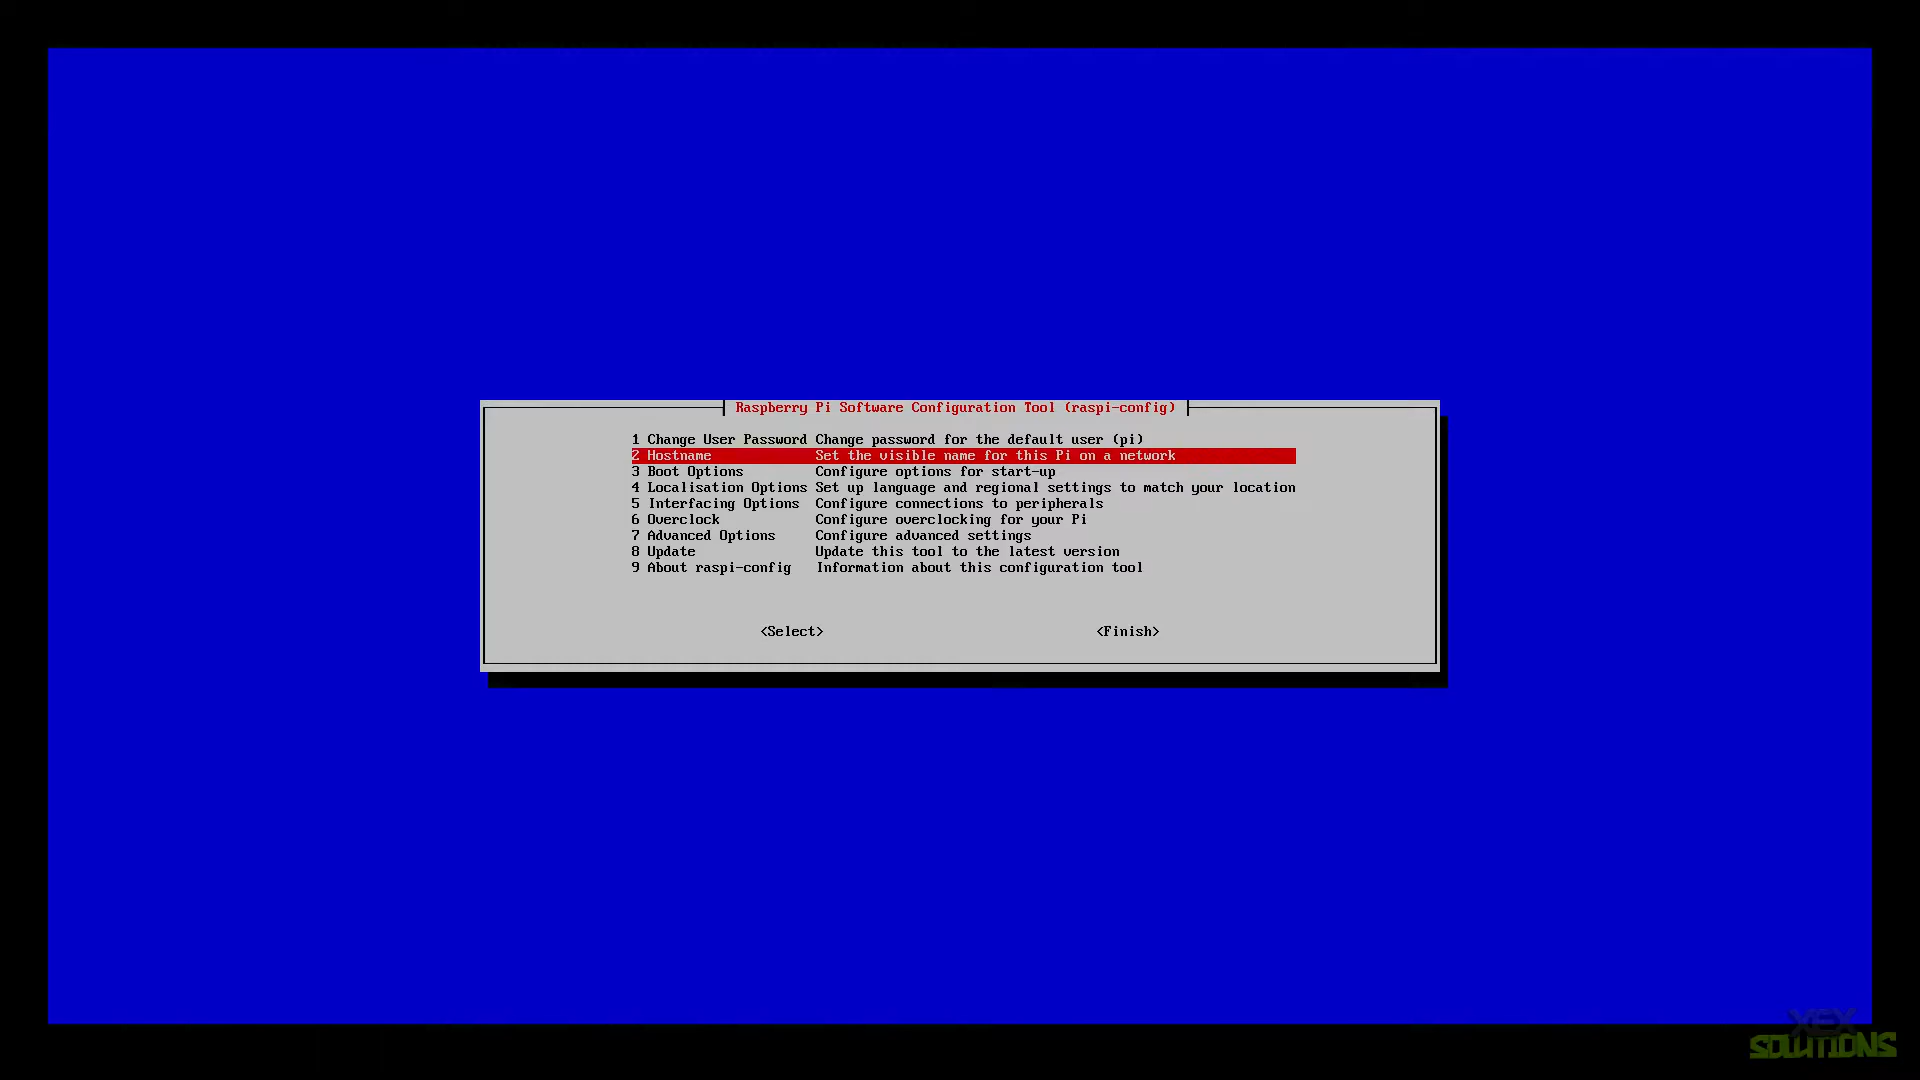 Raspberry Pi Software Configuration Tool (raspi-config)
1 Change User Password Change password for the default user (pi)
2 Hostname Set the visible name for this Pi on a network
3 Boot Options Configure options for start-up
4 Localisation Options Set up language and regional settings to match your location
5 Interfacing Options Configure connections to peripherals
6 Overclock Configure overclocking for your Pi
7 Advanced Options Configure advanced settings
8 Update Update this tool to the latest version
9 About raspi-config Information about this configuration tool
<Select> <Finish>
XEX
SOLUTIONS